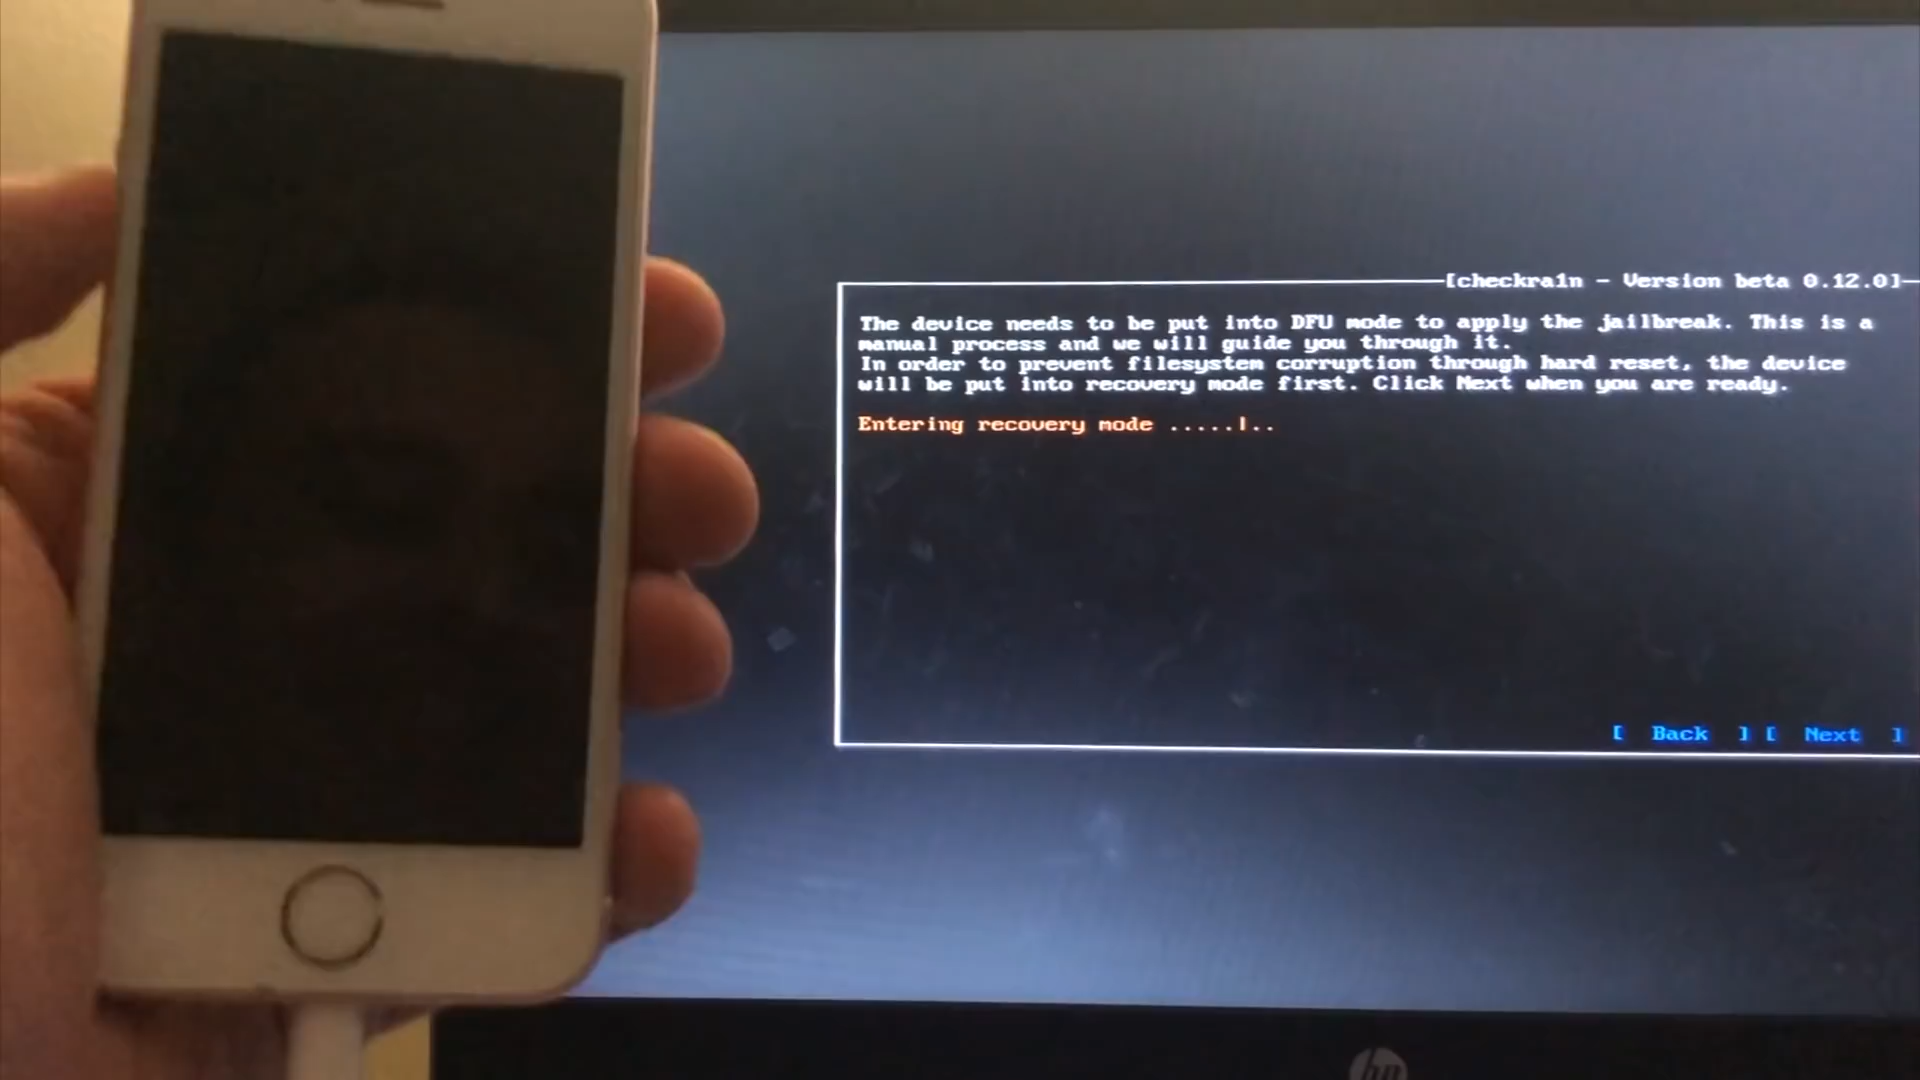 [checkra1n - Version beta 0.12.0]
The device needs to be put into DFU mode to apply the jailbreak. This is a
manual process and we will guide you through it.
In order to prevent filesystem corruption through hard reset, the device
will be put into recovery mode first. Click Next when you are ready.
Entering recovery mode .....|..
[ Back ] [ Next ]
hp